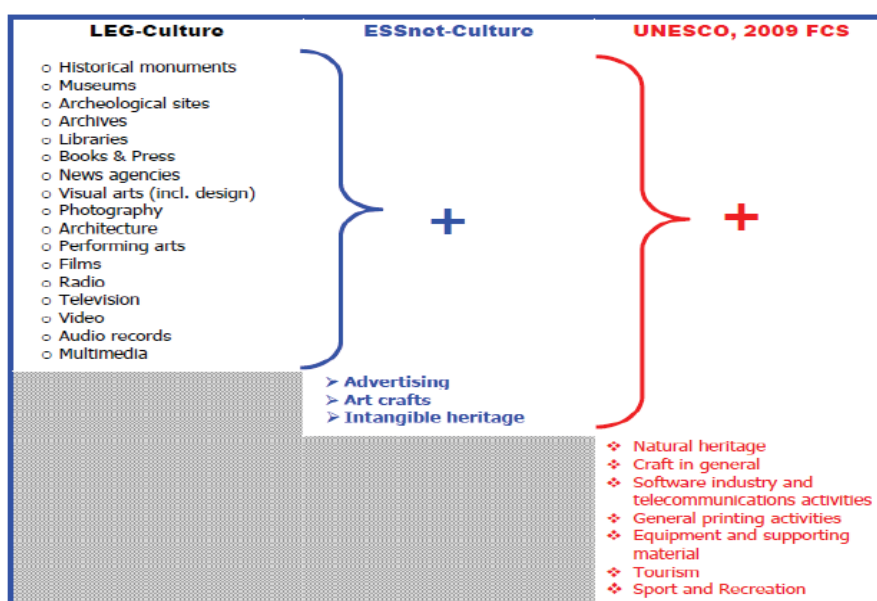 LEG-Culture
ESSnet-Culture
UNESCO, 2009 FCS
o Historical monuments
o Museums
o Archeological sites
o Archives
o Libraries
o Books & Press
o News agencies
o Visual arts (incl. design)
o Photography
o Architecture
o Performing arts
o Films
o Radio
o Television
o Video
o Audio records
o Multimedia
+
+
➢ Advertising
➢ Art crafts
➢ Intangible heritage
❖ Natural heritage
❖ Craft in general
❖ Software industry and
telecommunications activities
❖ General printing activities
❖ Equipment and supporting
material
❖ Tourism
❖ Sport and Recreation